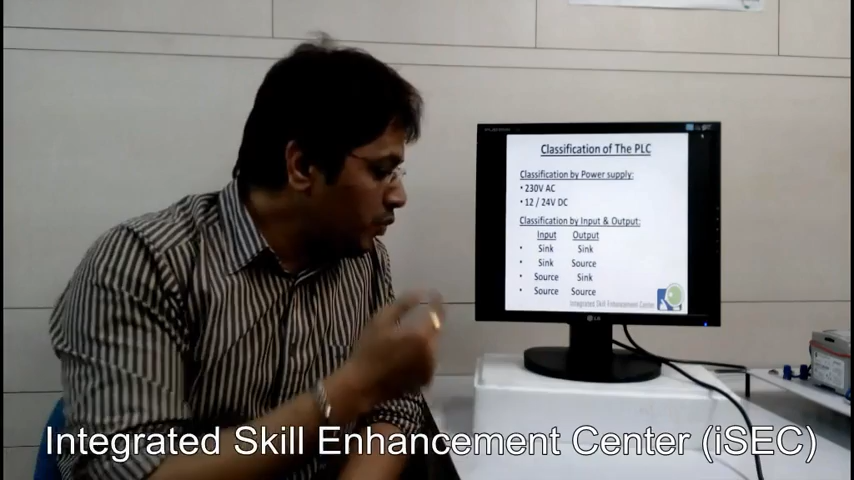 Classification of The PLC
Classification by Power supply:
• 230V AC
• 12 / 24V DC
Classification by Input & Output:
Input Output
• Sink Sink
• Sink Source
• Source Sink
• Source Source
Integrated Skill Enhancement Center
LG
Integrated Skill Enhancement Center (iSEC)